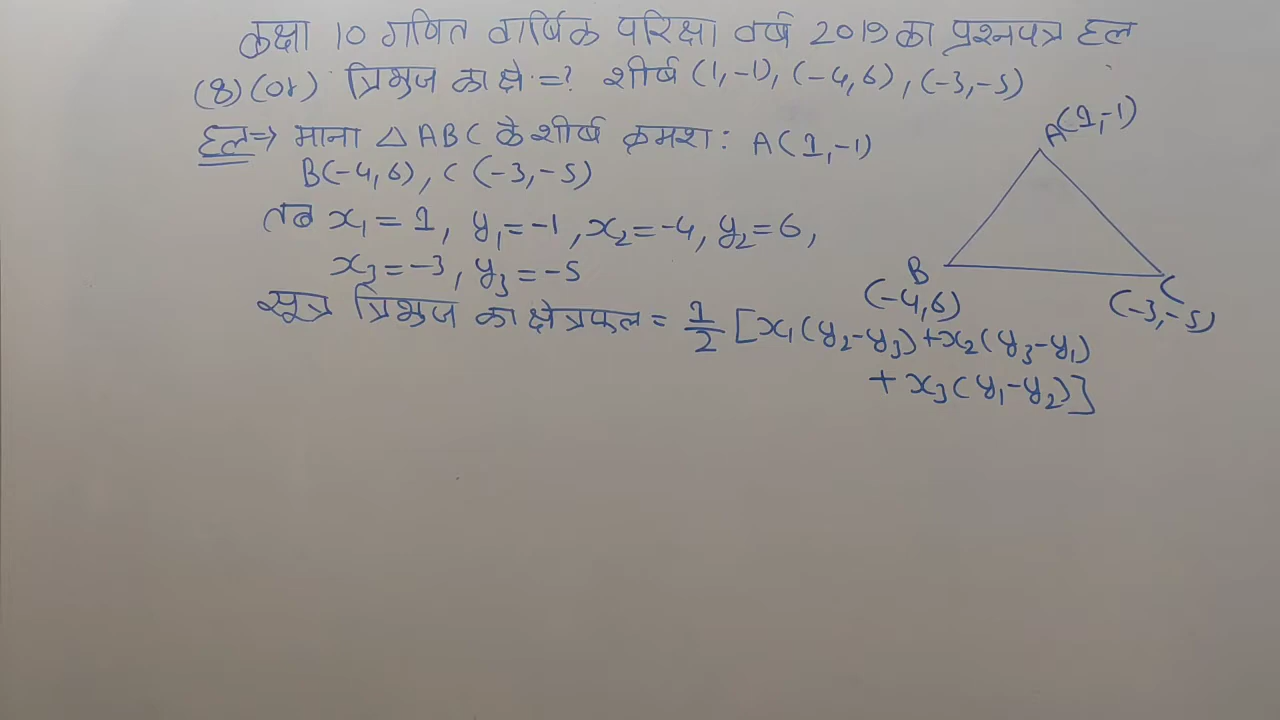 कक्षा 10 गणित वार्षिक परिक्षा वर्ष 2019 का प्रश्नपत्र हल
(8) (or) त्रिभुज का क्षे = ? शीर्ष (1, -1), (-4, 6), (-3, -5)
हल ⇒ माना △ ABC के शीर्ष क्रमश: A(1, -1)
B(-4, 6), C (-3, -5)
तब x₁ = 1, y₁ = -1, x₂ = -4, y₂ = 6,
x₃ = -3, y₃ = -5
सूत्र त्रिभुज का क्षेत्रफल = 1/2 [x₁(y₂-y₃)+x₂(y₃-y₁)
+ x₃(y₁-y₂)]
A(1, -1)
B
(-4, 6)
C
(-3, -5)